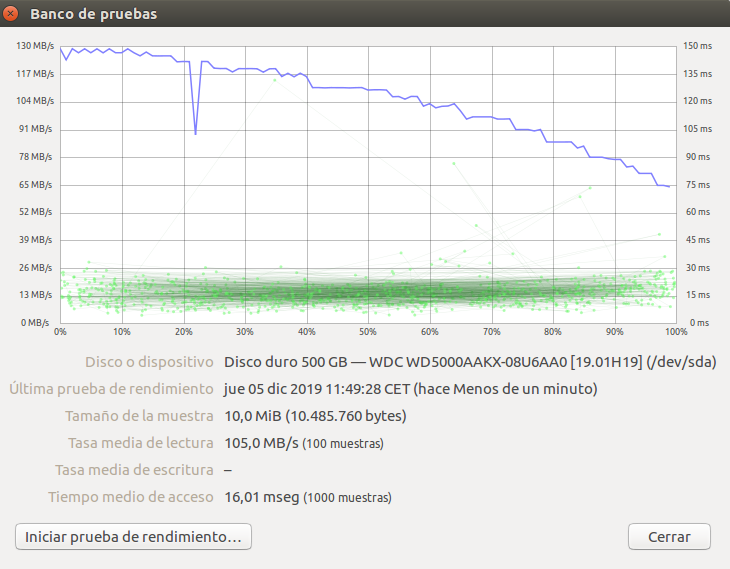 Banco de pruebas
130 MB/s 150 ms
117 MB/s 135 ms
104 MB/s 120 ms
91 MB/s 105 ms
78 MB/s 90 ms
65 MB/s 75 ms
52 MB/s 60 ms
39 MB/s 45 ms
26 MB/s 30 ms
13 MB/s 15 ms
0 MB/s 0 ms
0% 10% 20% 30% 40% 50% 60% 70% 80% 90% 100%
Disco o dispositivo Disco duro 500 GB — WDC WD5000AAKX-08U6AA0 [19.01H19] (/dev/sda)
Última prueba de rendimiento jue 05 dic 2019 11:49:28 CET (hace Menos de un minuto)
Tamaño de la muestra 10,0 MiB (10.485.760 bytes)
Tasa media de lectura 105,0 MB/s (100 muestras)
Tasa media de escritura –
Tiempo medio de acceso 16,01 mseg (1000 muestras)
Iniciar prueba de rendimiento... Cerrar